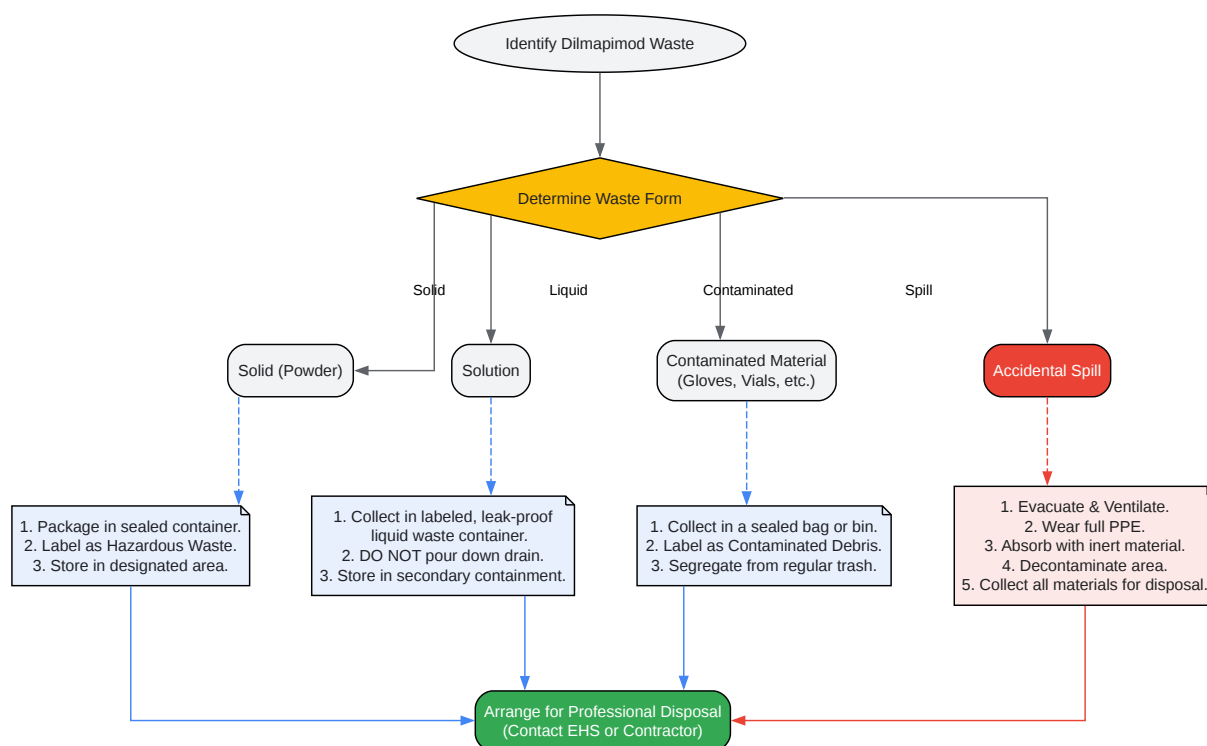 Identify Dilmapimod Waste
Determine Waste Form
Solid
Liquid
Contaminated
Spill
Solid (Powder)
Solution
Contaminated Material
(Gloves, Vials, etc.)
Accidental Spill
1. Package in sealed container.
2. Label as Hazardous Waste.
3. Store in designated area.
1. Collect in labeled, leak-proof
liquid waste container.
2. DO NOT pour down drain.
3. Store in secondary containment.
1. Collect in a sealed bag or bin.
2. Label as Contaminated Debris.
3. Segregate from regular trash.
1. Evacuate & Ventilate.
2. Wear full PPE.
3. Absorb with inert material.
4. Decontaminate area.
5. Collect all materials for disposal.
Arrange for Professional Disposal
(Contact EHS or Contractor)